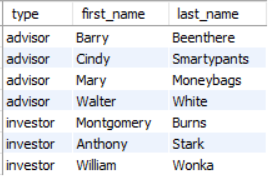 type first_name last_name
advisor Barry Beenthere
advisor Cindy Smartypants
advisor Mary Moneybags
advisor Walter White
investor Montgomery Burns
investor Anthony Stark
investor William Wonka